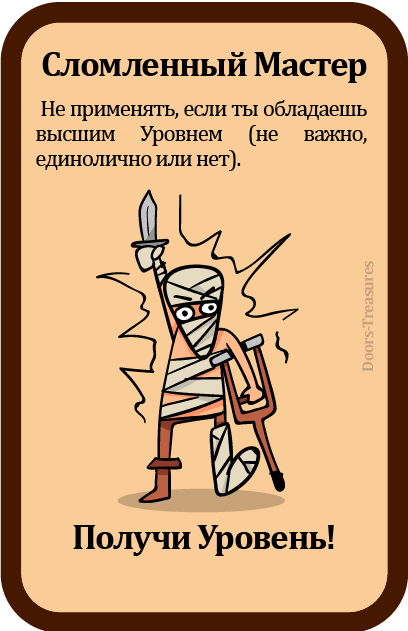 Сломленный Мастер
Не применять, если ты обладаешь
высшим Уровнем (не важно,
единолично или нет).
Doors-Treasures
Получи Уровень!